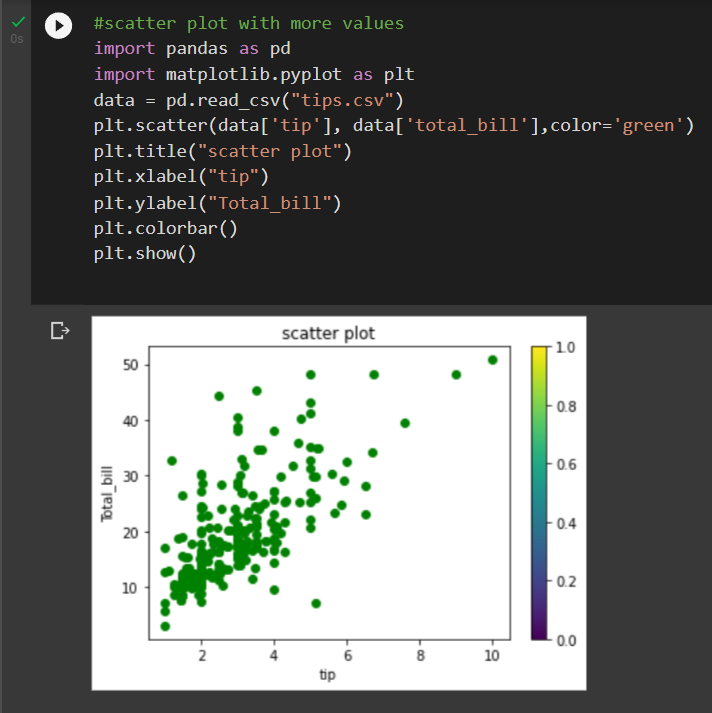 #scatter plot with more values
0s
import pandas as pd
import matplotlib.pyplot as plt
data = pd.read_csv("tips.csv")
plt.scatter(data['tip'], data['total_bill'],color='green')
plt.title("scatter plot")
plt.xlabel("tip")
plt.ylabel("Total_bill")
plt.colorbar()
plt.show()
scatter plot
Total_bill
50
40
30
20
10
2
4
6
8
10
tip
1.0
0.8
0.6
0.4
0.2
0.0